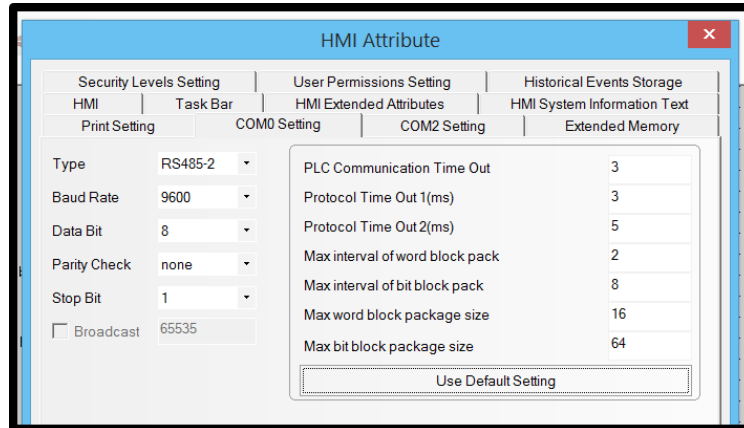 HMI Attribute
Security Levels Setting User Permissions Setting Historical Events Storage
HMI Task Bar HMI Extended Attributes HMI System Information Text
Print Setting COM0 Setting COM2 Setting Extended Memory
Type RS485-2
Baud Rate 9600
Data Bit 8
Parity Check none
Stop Bit 1
Broadcast 65535
PLC Communication Time Out 3
Protocol Time Out 1(ms) 3
Protocol Time Out 2(ms) 5
Max interval of word block pack 2
Max interval of bit block pack 8
Max word block package size 16
Max bit block package size 64
Use Default Setting